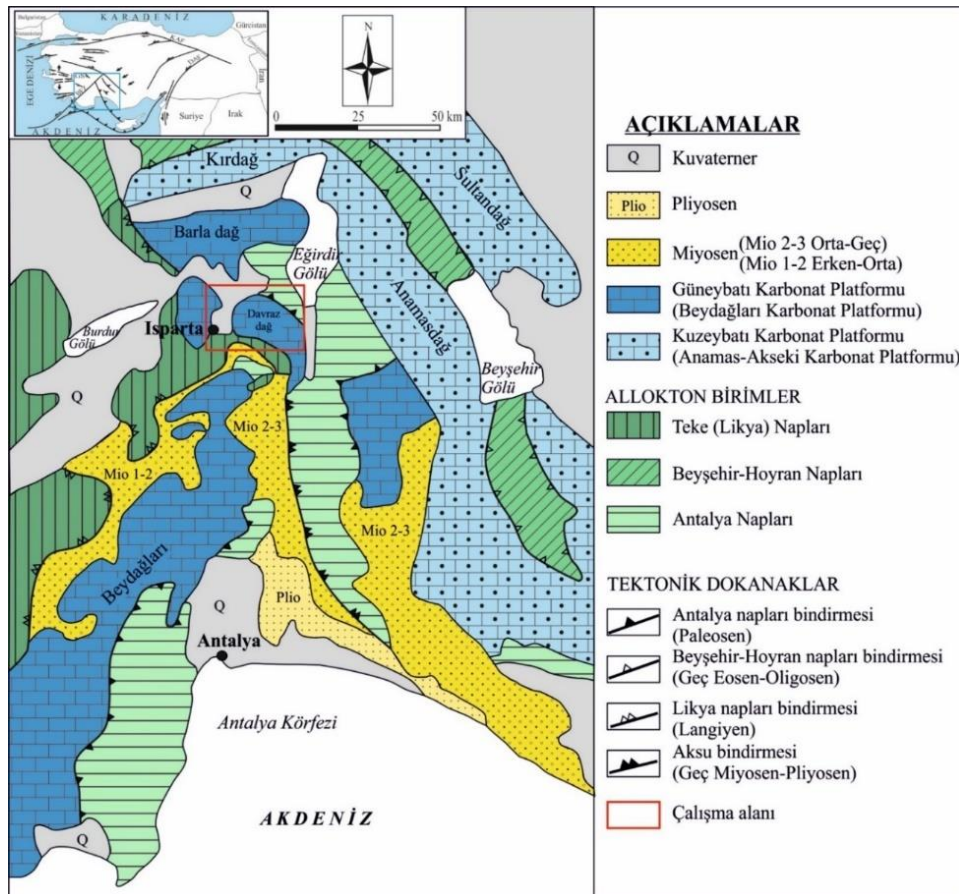 Bulgaristan
KARADENİZ
Gürcistan
KAF
DAF
EGE DENİZİ
İran
AKDENİZ
Suriye
Irak
0
25
50 km
Kırdağ
Q
Sultandağ
Barla dağ
Eğirdir
Gölü
Davraz
dağ
Isparta
Burdur
Gölü
Anamasdağ
Beyşehir
Gölü
Q
Mio 2-3
Mio 1-2
Mio 2-3
Beydağları
Q
Plio
Antalya
Antalya Körfezi
AKDENİZ
Q
AÇIKLAMALAR
Q Kuvaterner
Plio Pliyosen
Miyosen (Mio 2-3 Orta-Geç)
(Mio 1-2 Erken-Orta)
Güneybatı Karbonat Platformu
(Beydağları Karbonat Platformu)
Kuzeybatı Karbonat Platformu
(Anamas-Akseki Karbonat Platformu)
ALLOKTON BİRİMLER
Teke (Likya) Napları
Beyşehir-Hoyran Napları
Antalya Napları
TEKTONİK DOKANAKLAR
Antalya napları bindirmesi
(Paleosen)
Beyşehir-Hoyran napları bindirmesi
(Geç Eosen-Oligosen)
Likya napları bindirmesi
(Langiyen)
Aksu bindirmesi
(Geç Miyosen-Pliyosen)
Çalışma alanı